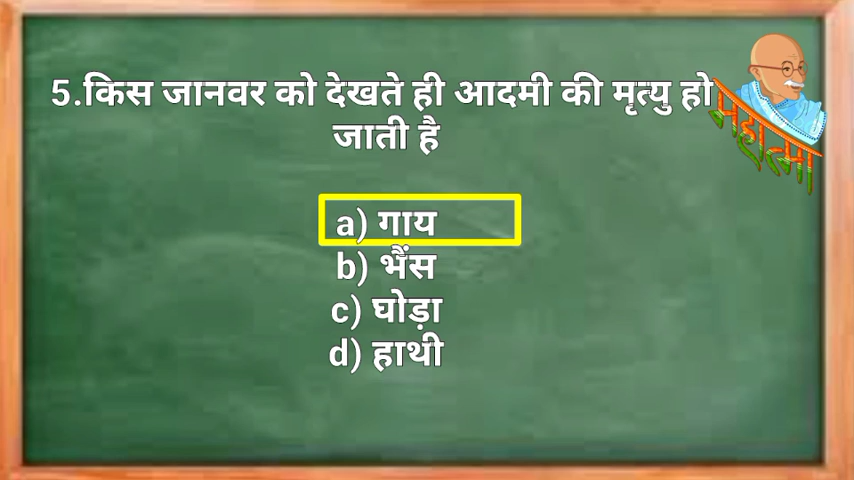 5.किस जानवर को देखते ही आदमी की मृत्यु हो
जाती है
महात्मा
a) गाय
b) भैंस
c) घोड़ा
d) हाथी